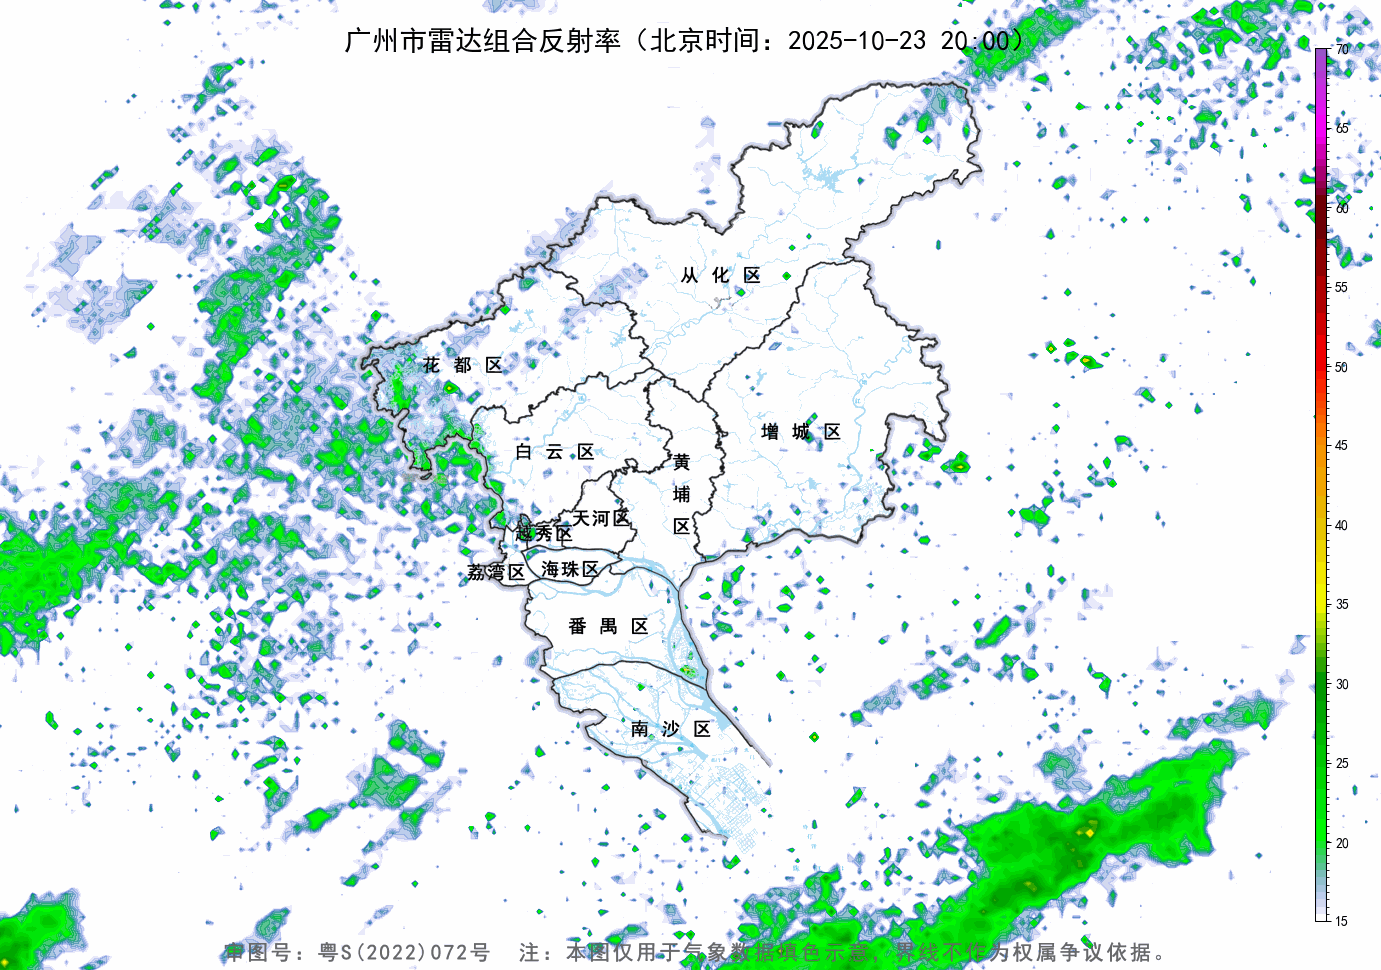 广州市雷达组合反射率（北京时间：2025-10-23 20:00）
70
65
60
55
50
45
40
35
30
25
20
15
从化区
花都区
增城区
白云区
黄埔区
天河区
越秀区
海珠区
荔湾区
番禺区
南沙区
审图号：粤S(2022)072号 注：本图仅用于气象数据填色示意，界线不作为权属争议依据。